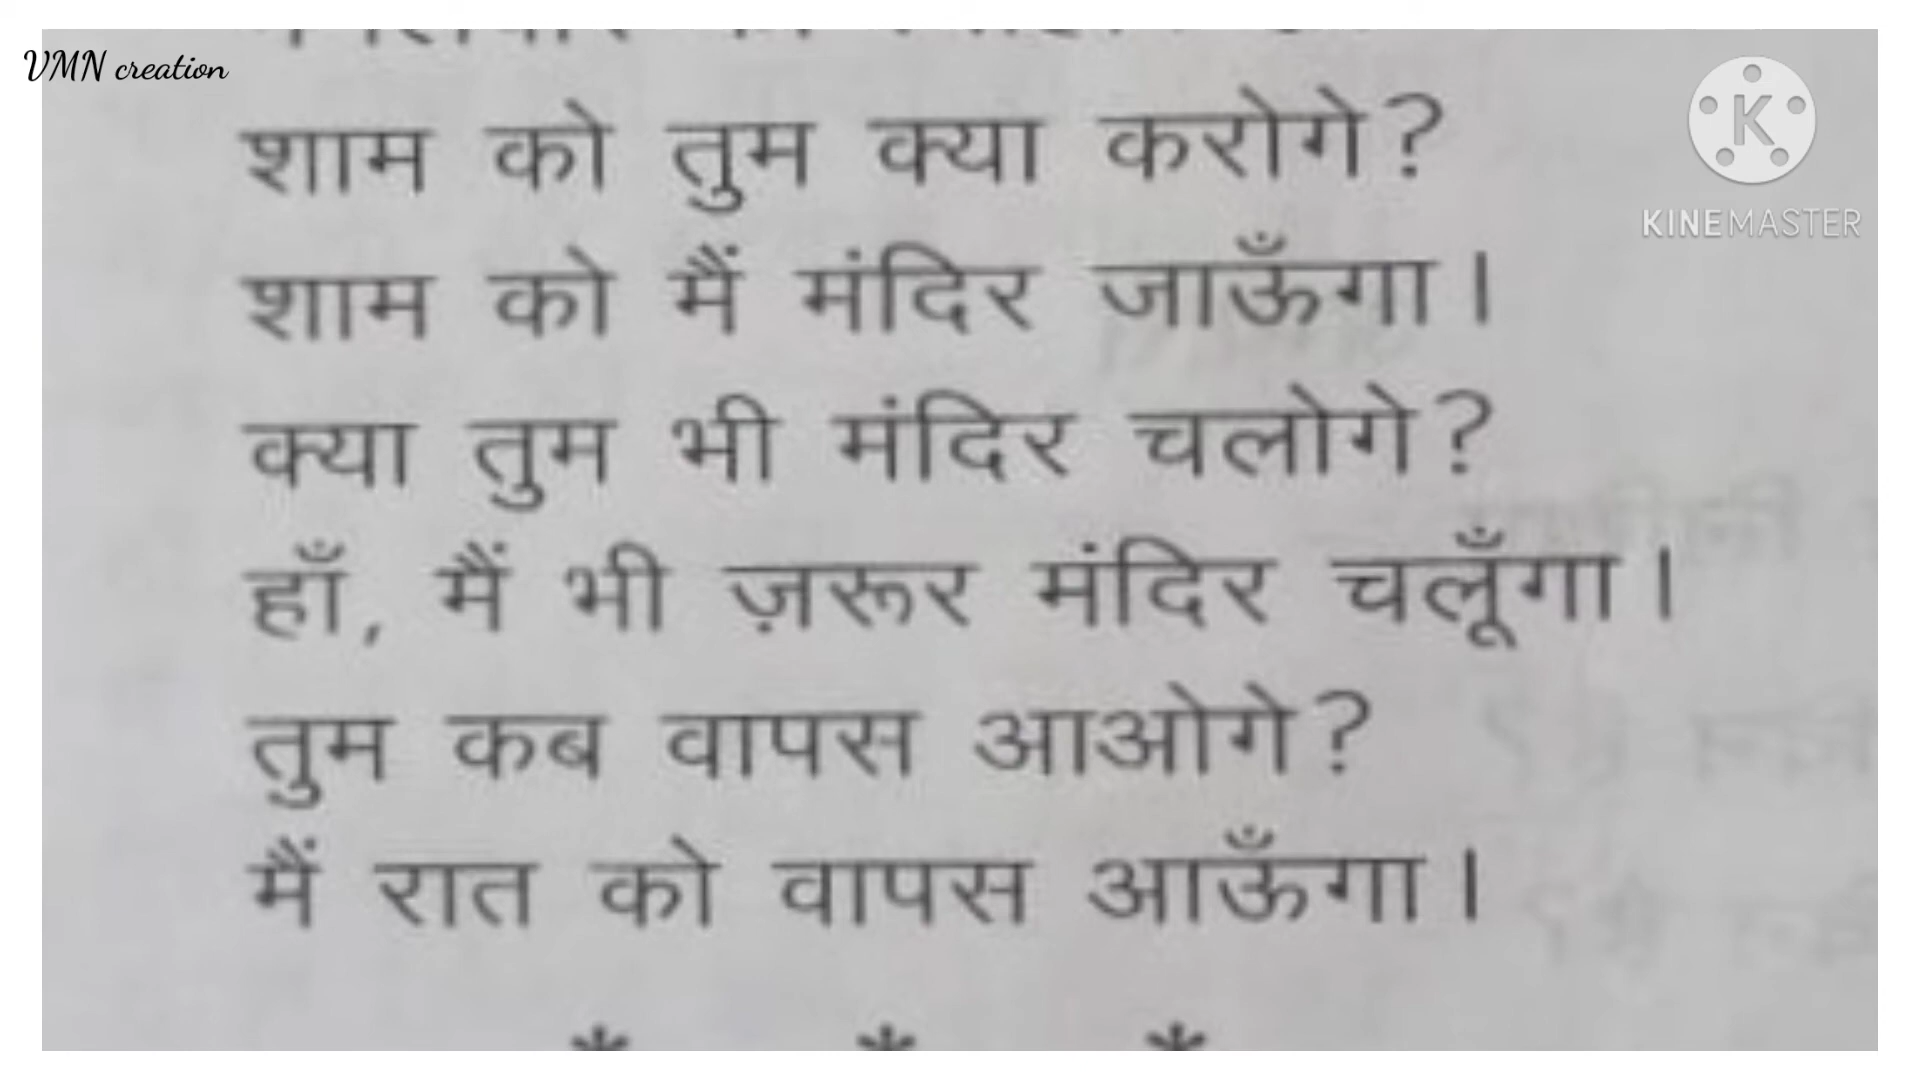 VMN creation
K
KINEMASTER
शाम को तुम क्या करोगे?
शाम को मैं मंदिर जाऊँगा।
क्या तुम भी मंदिर चलोगे?
हाँ, मैं भी ज़रूर मंदिर चलूँगा।
तुम कब वापस आओगे?
मैं रात को वापस आऊँगा।
* * *